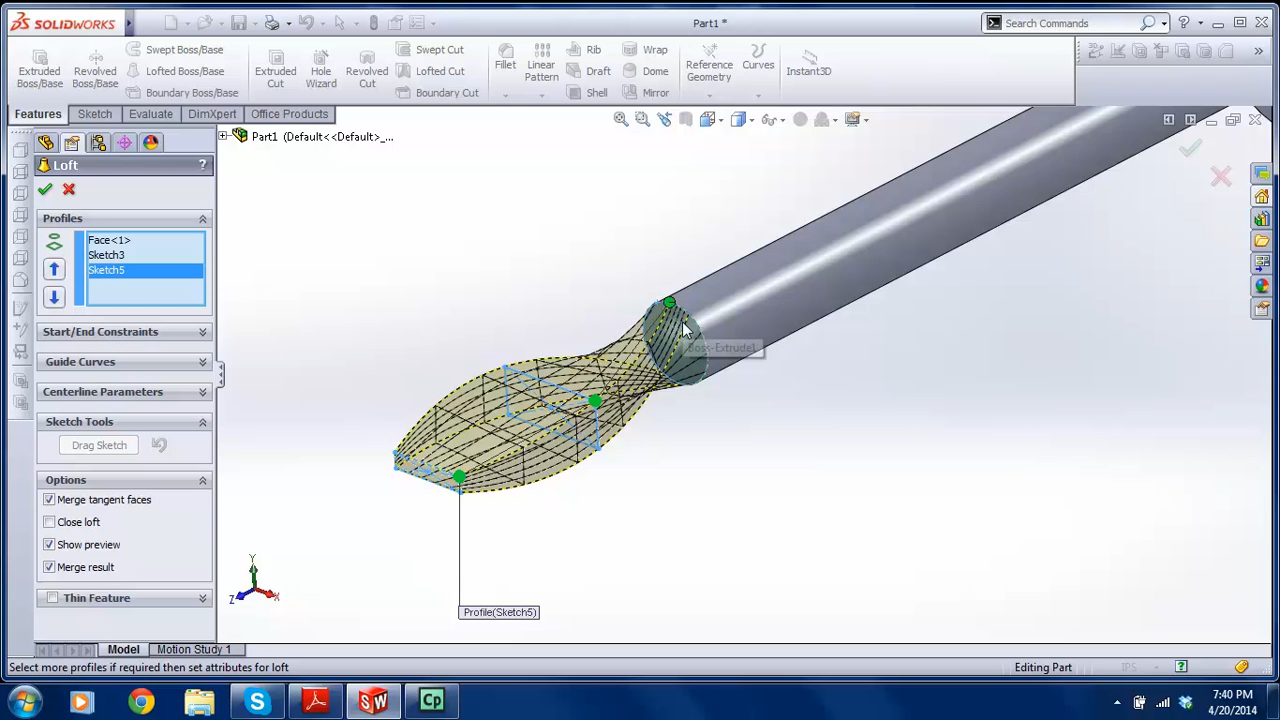 SOLIDWORKS
Part1 *
Search Commands
Extruded Boss/Base
Revolved Boss/Base
Swept Boss/Base
Lofted Boss/Base
Boundary Boss/Base
Extruded Cut
Hole Wizard
Revolved Cut
Swept Cut
Lofted Cut
Boundary Cut
Fillet
Linear Pattern
Rib
Draft
Shell
Wrap
Dome
Mirror
Reference Geometry
Curves
Instant3D
Features
Sketch
Evaluate
DimXpert
Office Products
Part1 (Default<<Default>_...
Loft
?
Profiles
Face<1>
Sketch3
Sketch5
Start/End Constraints
Guide Curves
Centerline Parameters
Sketch Tools
Drag Sketch
Options
Merge tangent faces
Close loft
Show preview
Merge result
Thin Feature
Boss-Extrude1
Profile(Sketch5)
Y
Z
X
Model
Motion Study 1
Select more profiles if required then set attributes for loft
Editing Part
IPS
?
Cp
7:40 PM
4/20/2014